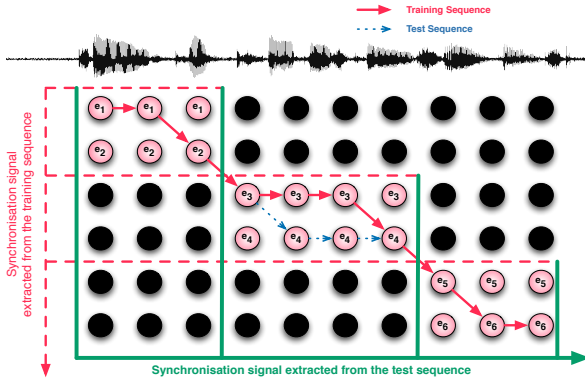 Training Sequence
Test Sequence
e1 e1 e1
e2 e2 e2
e3 e3 e3 e3
e4 e4 e4 e4
e5 e5 e5
e6 e6 e6
Synchronisation signal
extracted from the training sequence
Synchronisation signal extracted from the test sequence